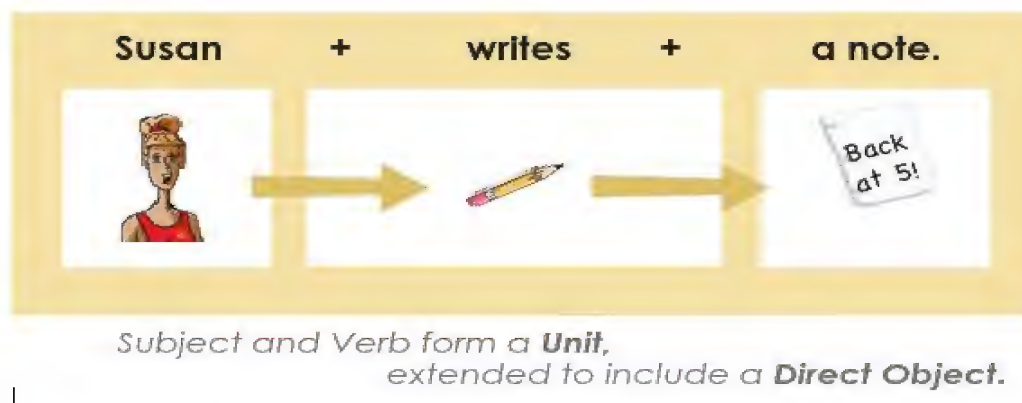 Susan + writes + a note.
Back
at 5!
Subject and Verb form a Unit,
extended to include a Direct Object.